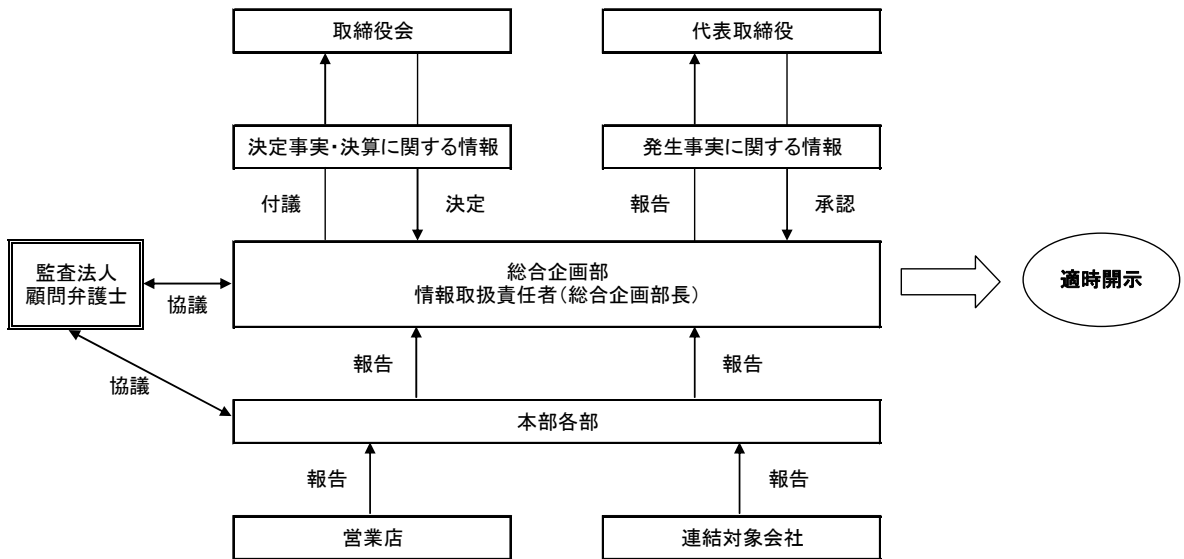 取締役会
代表取締役
決定事実・決算に関する情報
発生事実に関する情報
付議
決定
報告
承認
監査法人
顧問弁護士
協議
総合企画部
情報取扱責任者(総合企画部長)
適時開示
協議
報告
報告
本部各部
報告
報告
営業店
連結対象会社